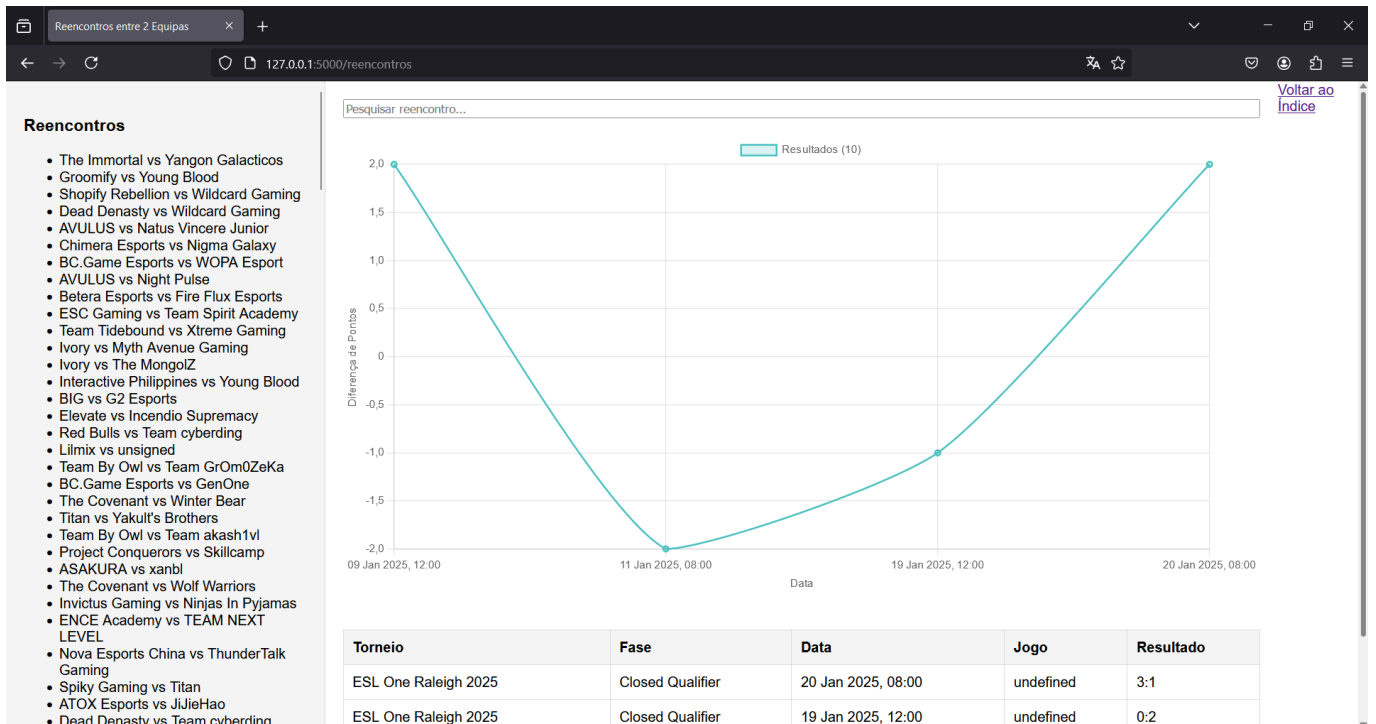 Reencontros entre 2 Equipas
127.0.0.1:5000/reencontros
Reencontros
The Immortal vs Yangon Galacticos
Groomify vs Young Blood
Shopify Rebellion vs Wildcard Gaming
Dead Denasty vs Wildcard Gaming
AVULUS vs Natus Vincere Junior
Chimera Esports vs Nigma Galaxy
BC.Game Esports vs WOPA Esport
AVULUS vs Night Pulse
Betera Esports vs Fire Flux Esports
ESC Gaming vs Team Spirit Academy
Team Tidebound vs Xtreme Gaming
Ivory vs Myth Avenue Gaming
Ivory vs The MongolZ
Interactive Philippines vs Young Blood
BIG vs G2 Esports
Elevate vs Incendio Supremacy
Red Bulls vs Team cyberding
Lilmix vs unsigned
Team By Owl vs Team GrOm0ZeKa
BC.Game Esports vs GenOne
The Covenant vs Winter Bear
Titan vs Yakult's Brothers
Team By Owl vs Team akash1vl
Project Conquerors vs Skillcamp
ASAKURA vs xanbl
The Covenant vs Wolf Warriors
Invictus Gaming vs Ninjas In Pyjamas
ENCE Academy vs TEAM NEXT
LEVEL
Nova Esports China vs ThunderTalk
Gaming
Spiky Gaming vs Titan
ATOX Esports vs JiJieHao
Dead Denasty vs Team cyberding
Pesquisar reencontro...
Voltar ao
Índice
Resultados (10)
2,0
1,5
1,0
0,5
0
-0,5
-1,0
-1,5
-2,0
Diferença de Pontos
09 Jan 2025, 12:00 11 Jan 2025, 08:00 19 Jan 2025, 12:00 20 Jan 2025, 08:00
Data
Torneio Fase Data Jogo Resultado
ESL One Raleigh 2025 Closed Qualifier 20 Jan 2025, 08:00 undefined 3:1
ESL One Raleigh 2025 Closed Qualifier 19 Jan 2025, 12:00 undefined 0:2